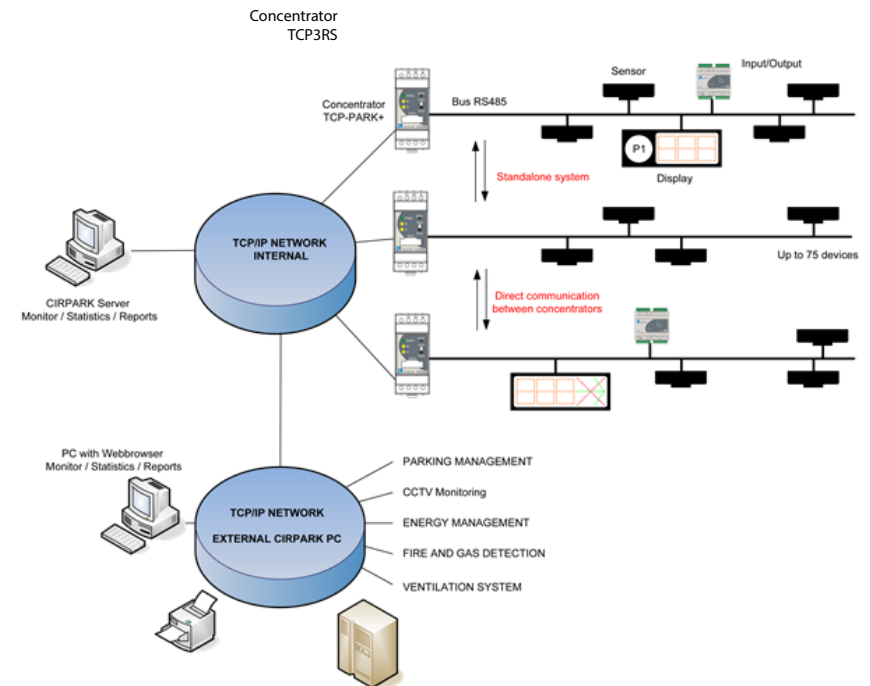 Concentrator
TCP3RS
Concentrator
TCP-PARK+
Bus RS485
Sensor
Input/Output
P1
Display
Standalone system
TCP/IP NETWORK
INTERNAL
Up to 75 devices
CIRPARK Server
Monitor / Statistics / Reports
Direct communication
between concentrators
PC with Webbrowser
Monitor / Statistics / Reports
TCP/IP NETWORK
EXTERNAL CIRPARK PC
PARKING MANAGEMENT
CCTV Monitoring
ENERGY MANAGEMENT
FIRE AND GAS DETECTION
VENTILATION SYSTEM